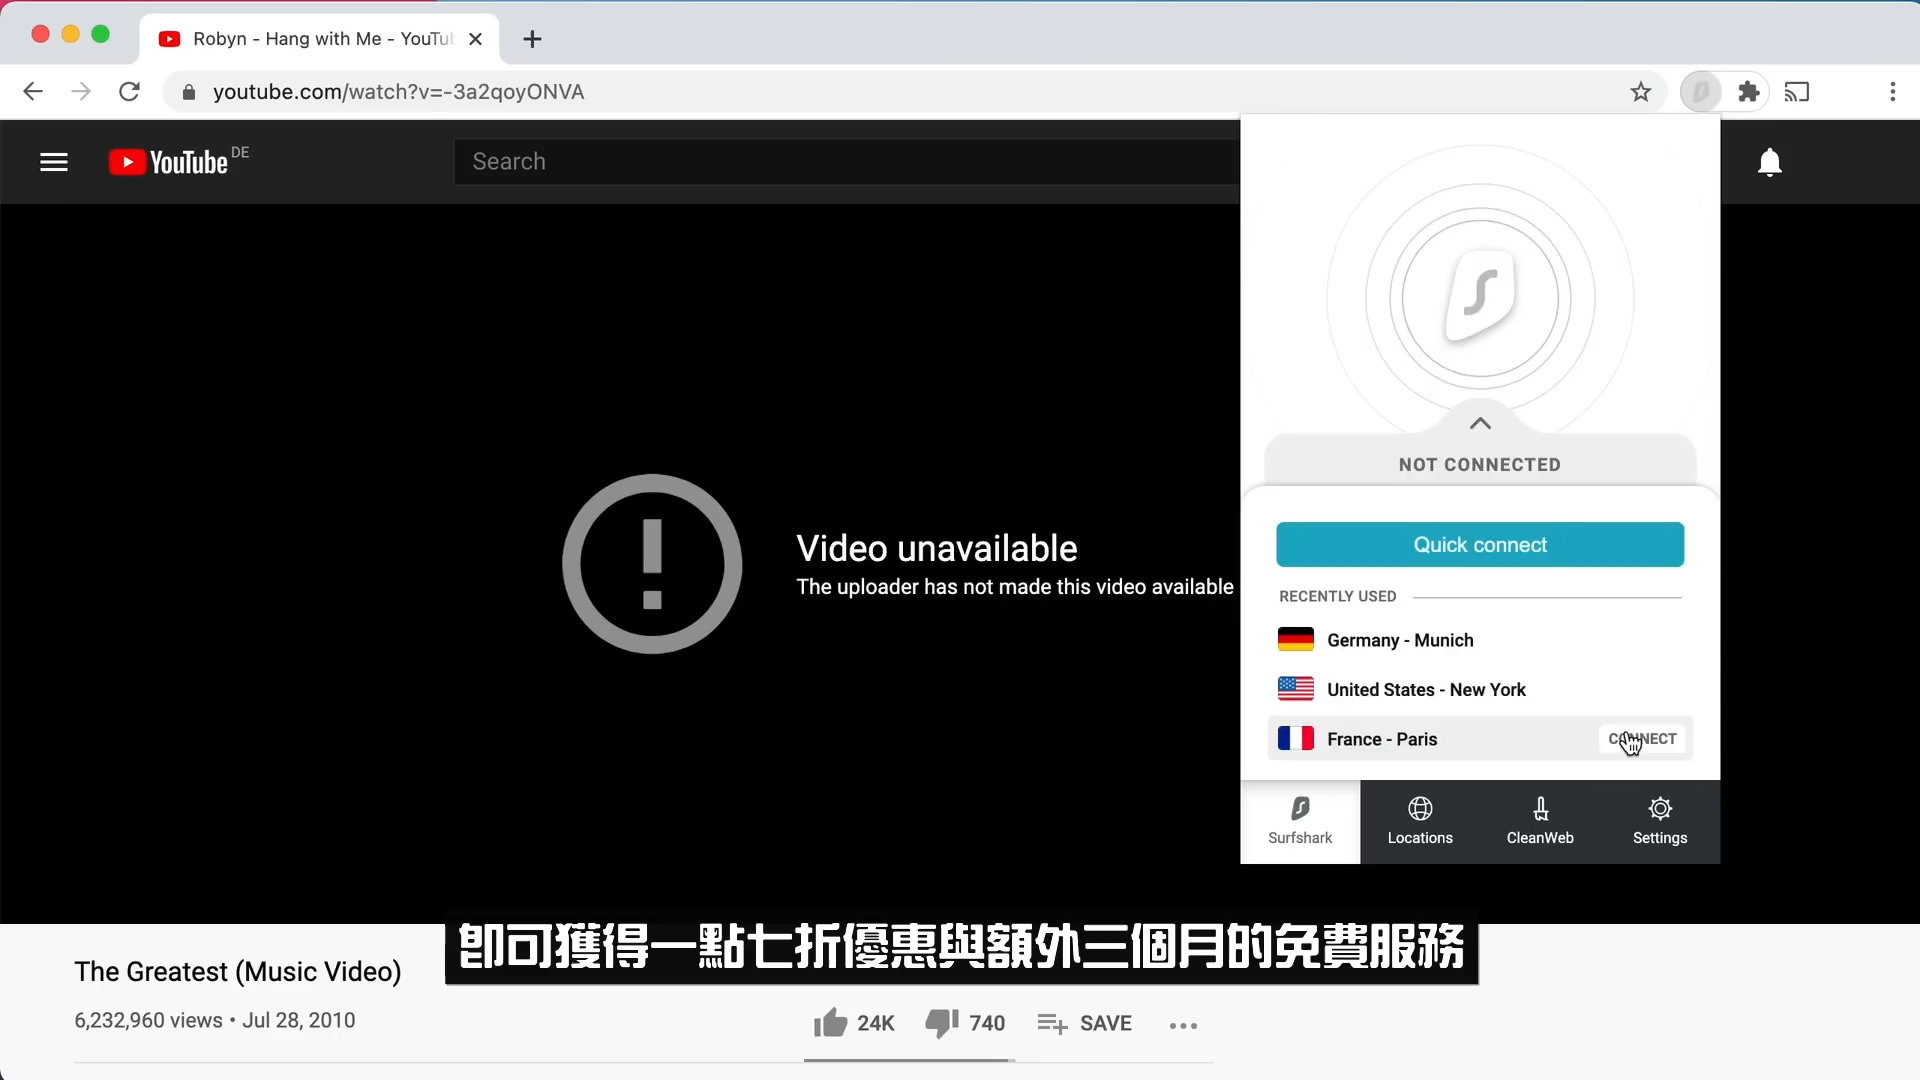 Robyn - Hang with Me - YouTu
youtube.com/watch?v=-3a2qoyONVA
YouTube DE
Search
NOT CONNECTED
Quick connect
Video unavailable
The uploader has not made this video available
RECENTLY USED
Germany - Munich
United States - New York
France - Paris
CONNECT
Surfshark
Locations
CleanWeb
Settings
即可獲得一點七折優惠與額外三個月的免費服務
The Greatest (Music Video)
6,232,960 views • Jul 28, 2010
24K
740
SAVE